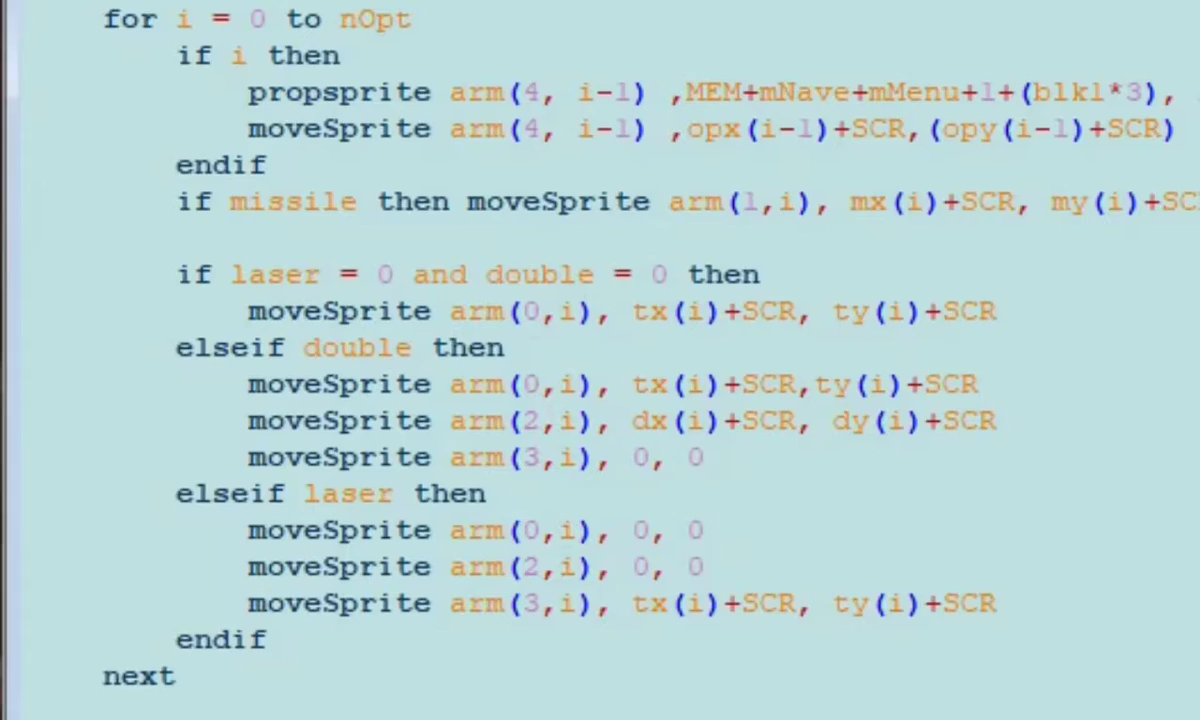 for i = 0 to nOpt
if i then
propsprite arm(4, i-1) ,MEM+mNave+mMenu+1+(blk1*3),
moveSprite arm(4, i-1) ,opx(i-1)+SCR,(opy(i-1)+SCR)
endif
if missile then moveSprite arm(1,i), mx(i)+SCR, my(i)+SC
if laser = 0 and double = 0 then
moveSprite arm(0,i), tx(i)+SCR, ty(i)+SCR
elseif double then
moveSprite arm(0,i), tx(i)+SCR,ty(i)+SCR
moveSprite arm(2,i), dx(i)+SCR, dy(i)+SCR
moveSprite arm(3,i), 0, 0
elseif laser then
moveSprite arm(0,i), 0, 0
moveSprite arm(2,i), 0, 0
moveSprite arm(3,i), tx(i)+SCR, ty(i)+SCR
endif
next